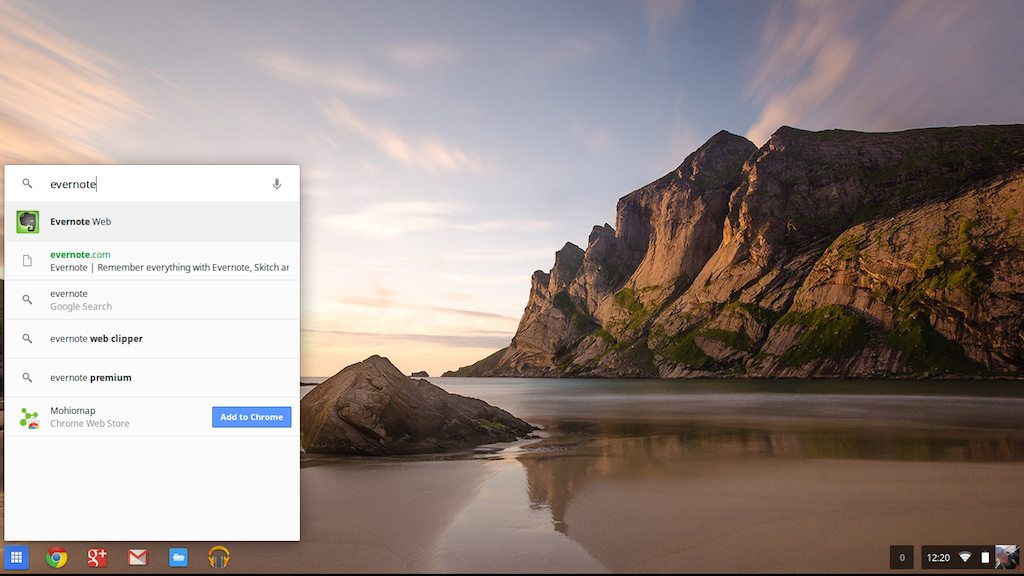 evernote
Evernote Web
evernote.com
Evernote | Remember everything with Evernote, Skitch ar
evernote
Google Search
evernote web clipper
evernote premium
Mohiomap
Chrome Web Store
Add to Chrome
g+
0
12:20